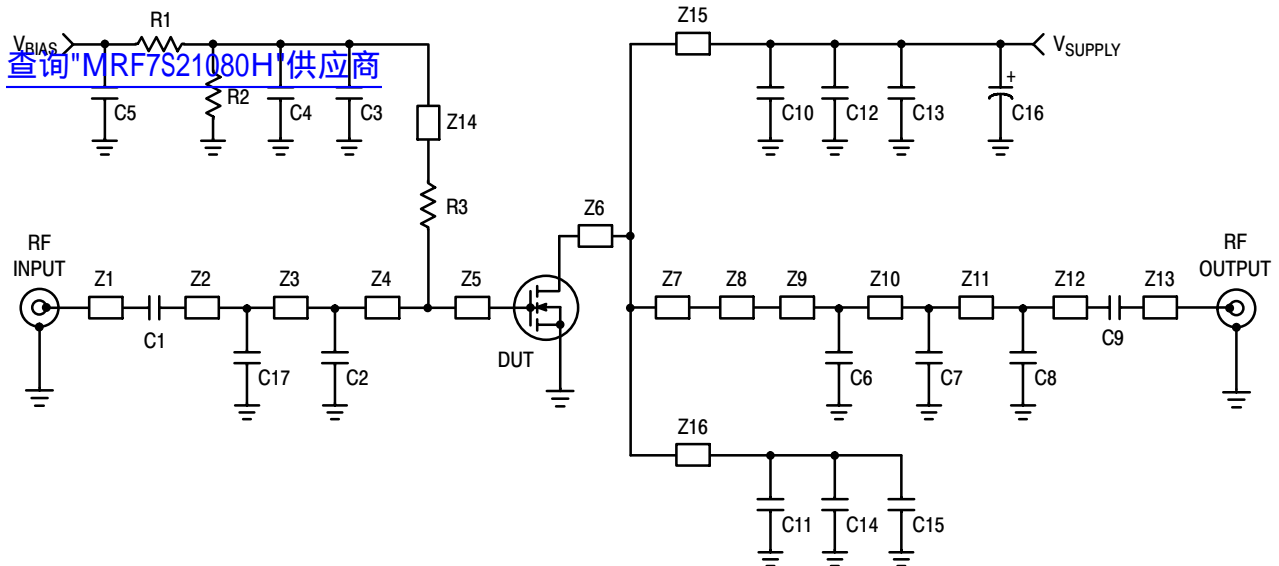 R1
Z15
V_BIAS
V_SUPPLY
查询"MRF7S21080H"供应商
+
C5
R2
C4
C3
Z14
C10
C12
C13
C16
R3
Z6
RF
INPUT
RF
OUTPUT
Z1
Z2
Z3
Z4
Z5
Z7
Z8
Z9
Z10
Z11
Z12
Z13
C1
DUT
C9
C17
C2
C6
C7
C8
Z16
C11
C14
C15